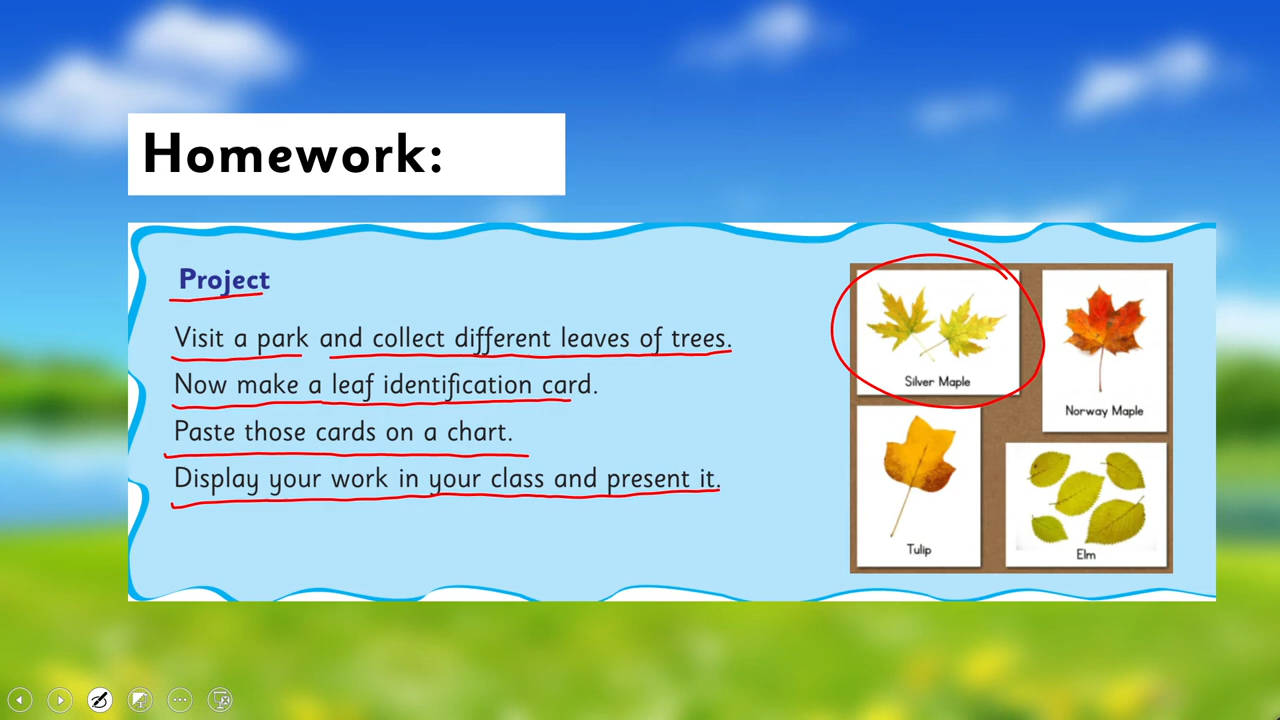 Homework:
Project
Visit a park and collect different leaves of trees.
Now make a leaf identification card.
Paste those cards on a chart.
Display your work in your class and present it.
Silver Maple
Norway Maple
Tulip
Elm